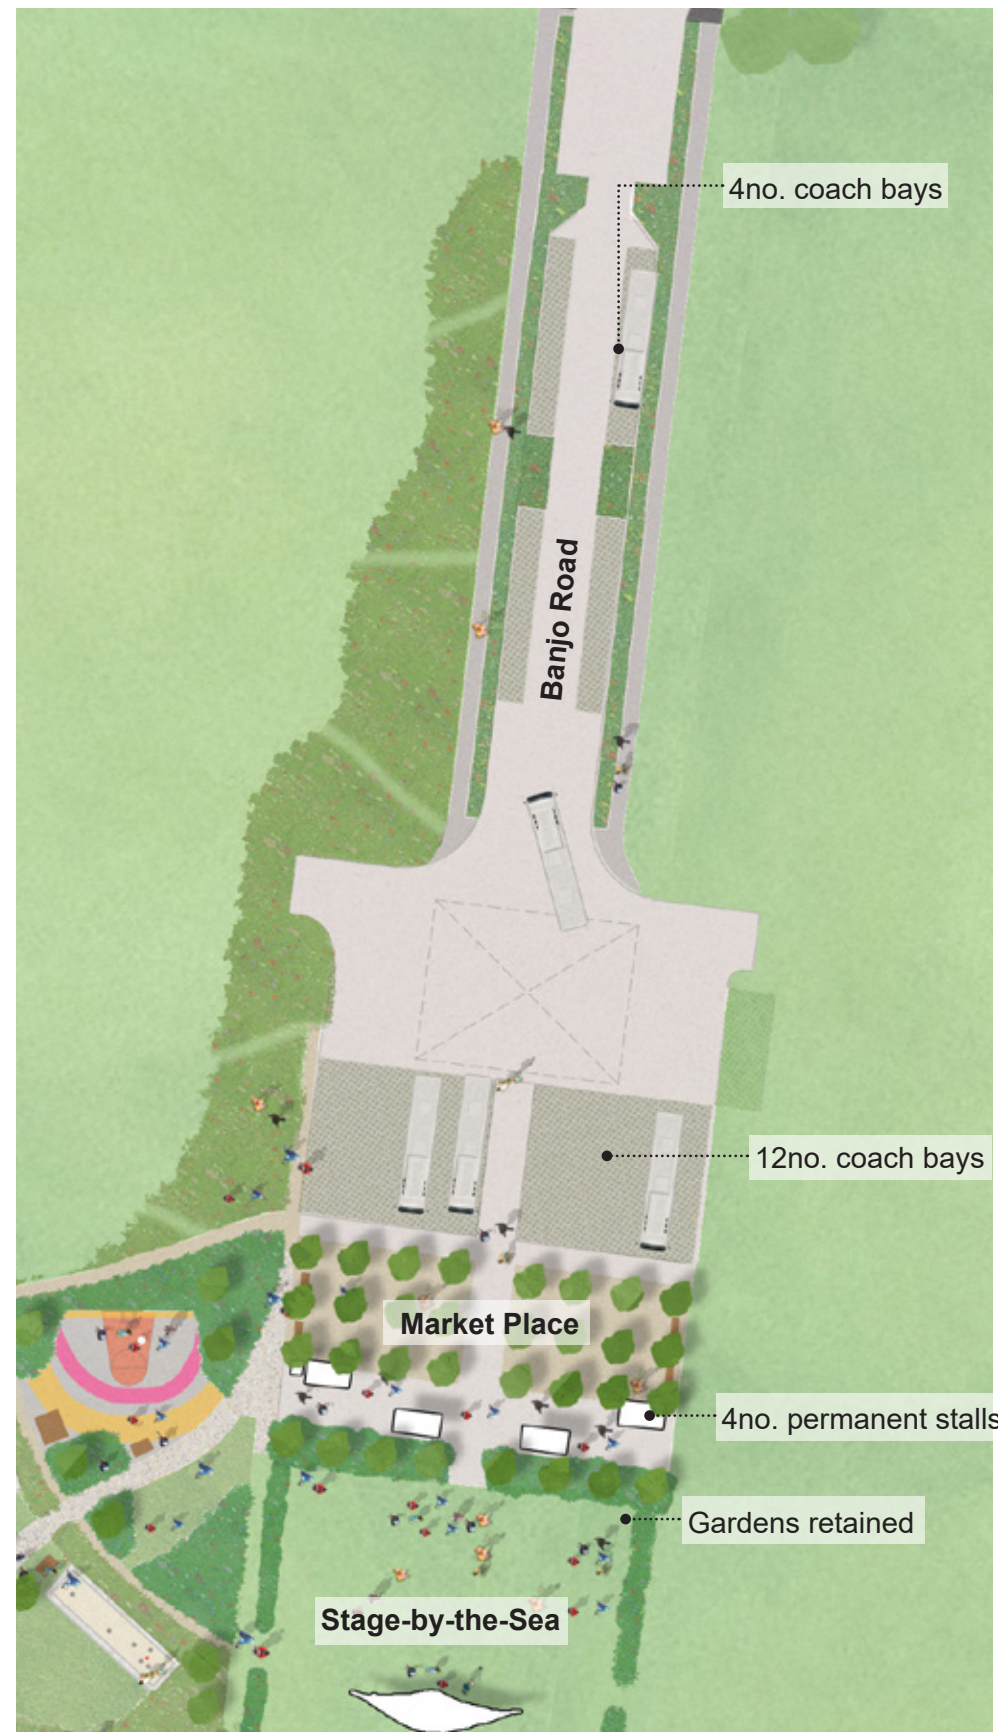 4no. coach bays
Banjo Road
12no. coach bays
Market Place
4no. permanent stalls
Gardens retained
Stage-by-the-Sea